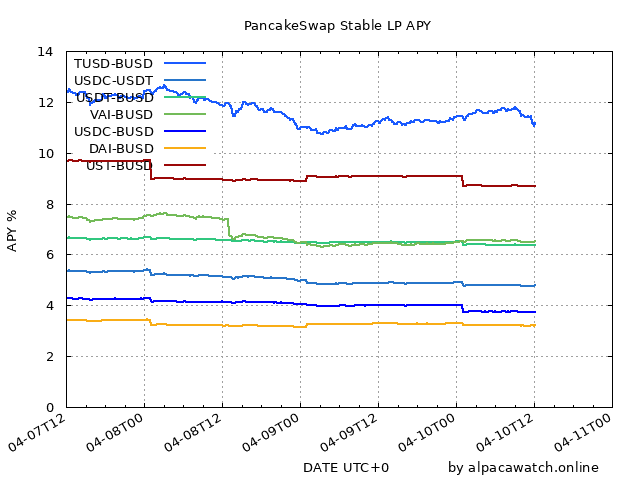 PancakeSwap Stable LP APY
14
12
10
8
6
4
2
0
APY %
TUSD-BUSD
USDC-USDT
USDT-BUSD
VAI-BUSD
USDC-BUSD
DAI-BUSD
UST-BUSD
04-07T12
04-08T00
04-08T12
04-09T00
04-09T12
04-10T00
04-10T12
04-11T00
DATE UTC+0
by alpacawatch.online